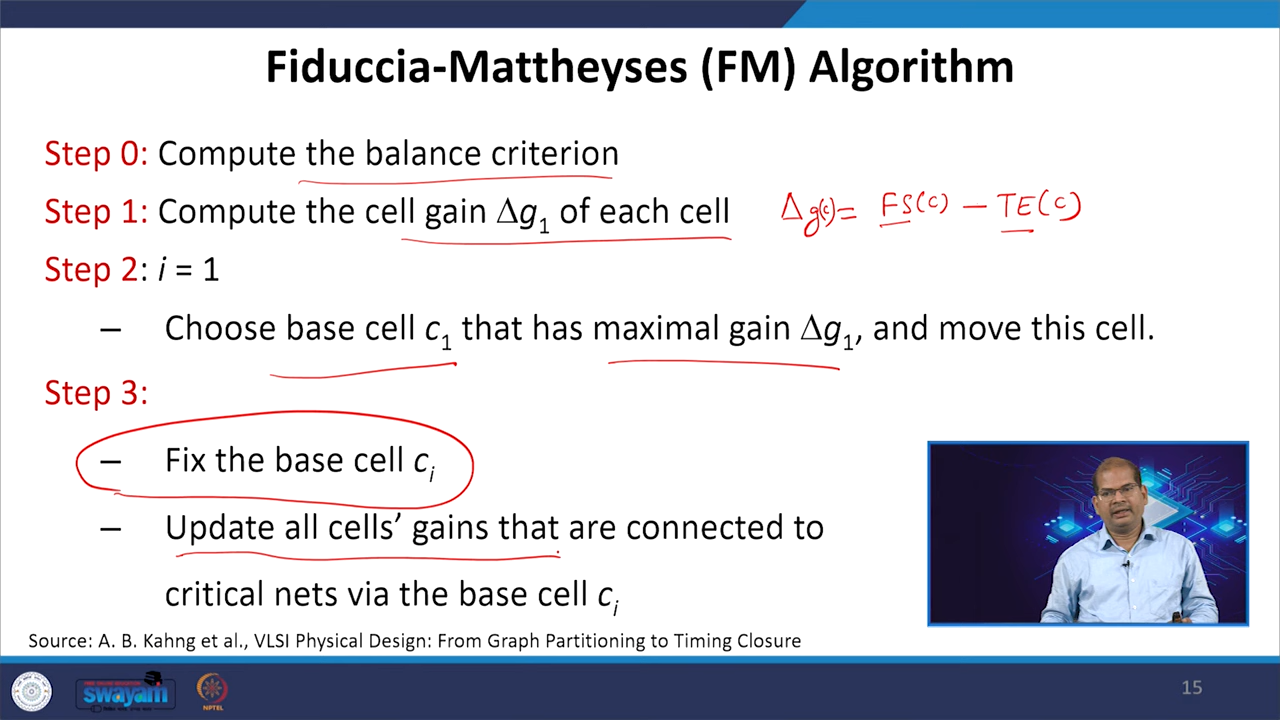 Fiduccia-Mattheyses (FM) Algorithm
Step 0: Compute the balance criterion
Step 1: Compute the cell gain Δg1 of each cell
Δg(c) = FS(c) – TE(c)
Step 2: i = 1
– Choose base cell c1 that has maximal gain Δg1, and move this cell.
Step 3:
– Fix the base cell ci
– Update all cells’ gains that are connected to
critical nets via the base cell ci
Source: A. B. Kahng et al., VLSI Physical Design: From Graph Partitioning to Timing Closure
swayam
NPTEL
15